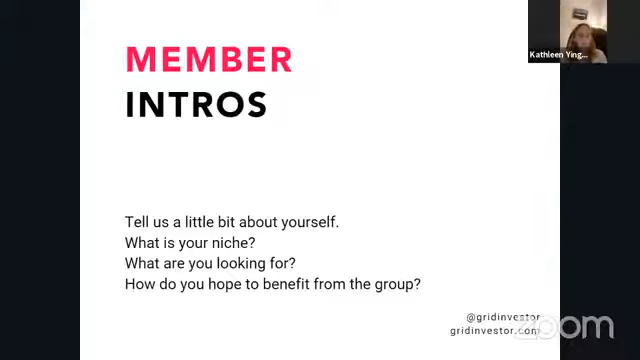 MEMBER
INTROS
Kathleen Ying...
Tell us a little bit about yourself.
What is your niche?
What are you looking for?
How do you hope to benefit from the group?
@gridinvestor
gridinvestor.com
zoom